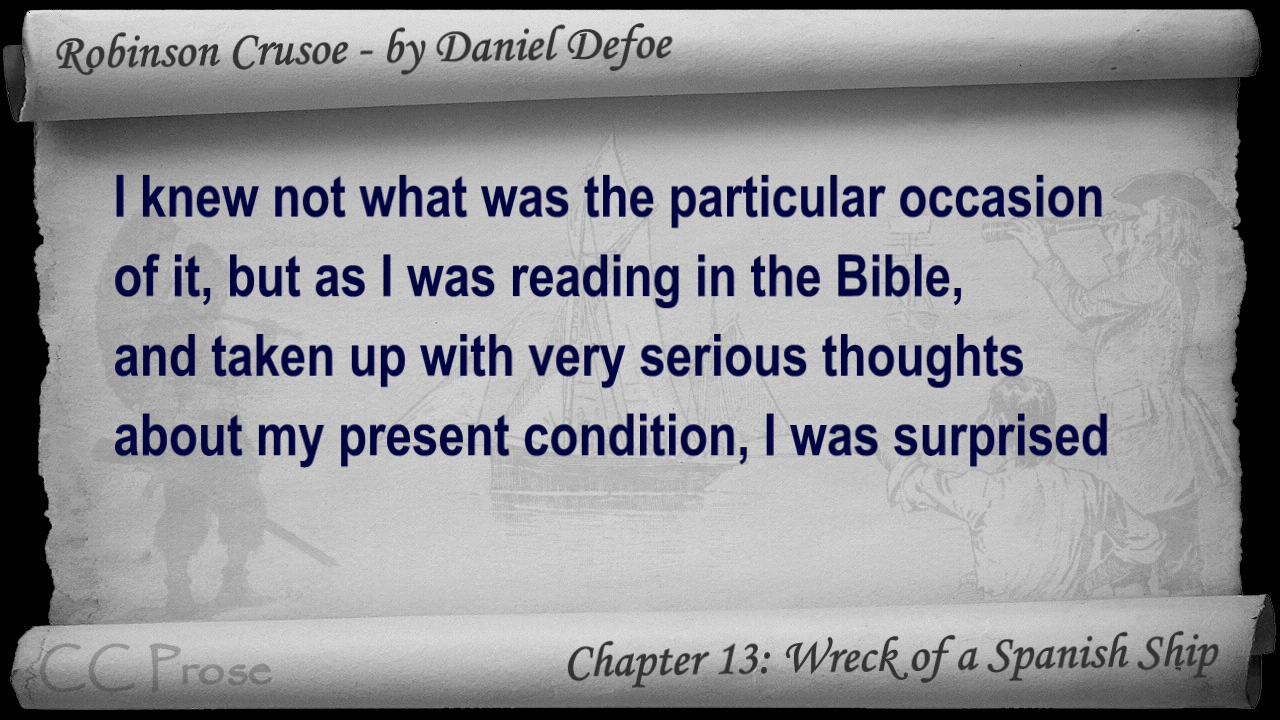 Robinson Crusoe - by Daniel Defoe
I knew not what was the particular occasion
of it, but as I was reading in the Bible,
and taken up with very serious thoughts
about my present condition, I was surprised
CC Prose
Chapter 13: Wreck of a Spanish Ship